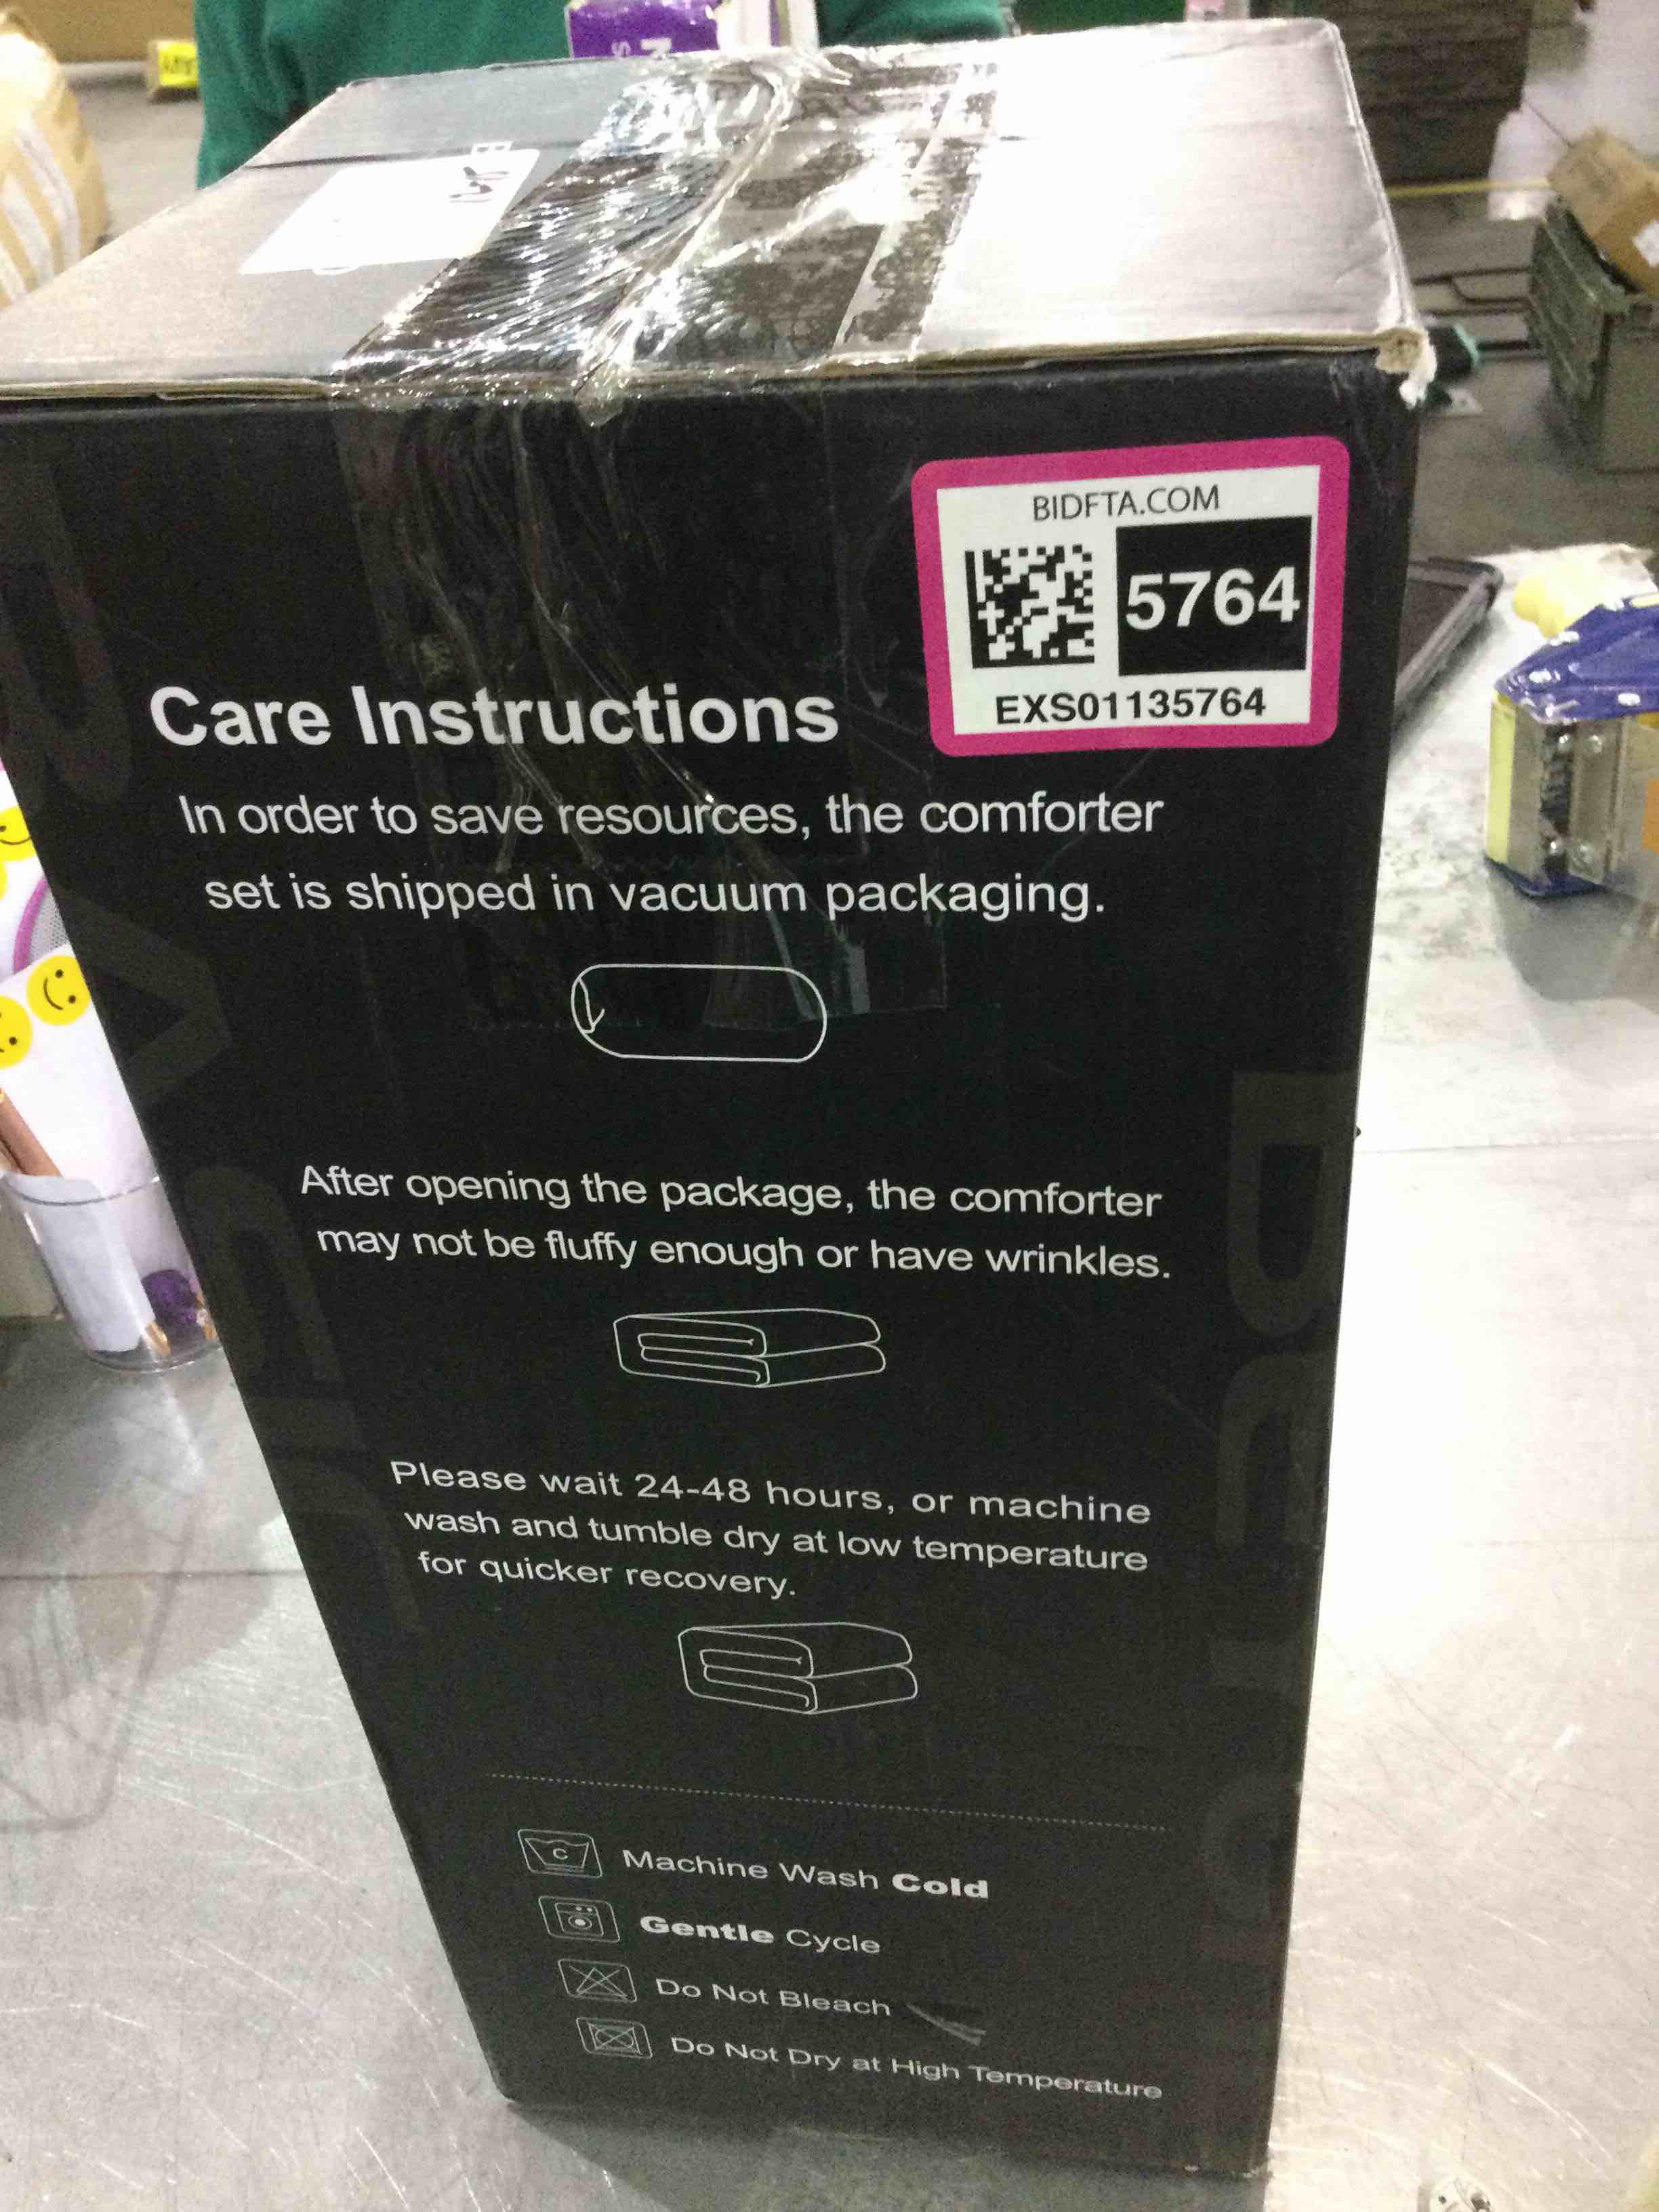 BIDFTA.COM
5764
EXS01135764
Care Instructions
In order to save resources, the comforter
set is shipped in vacuum packaging.
After opening the package, the comforter
may not be fluffy enough or have wrinkles.
Please wait 24-48 hours, or machine
wash and tumble dry at low temperature
for quicker recovery.
C
Machine Wash Cold
Gentle Cycle
Do Not Bleach
Do Not Dry at High Temperature